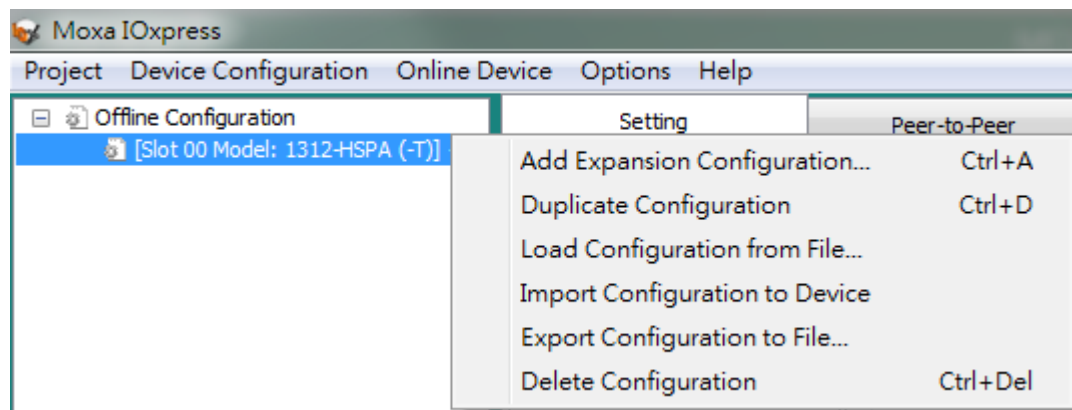 Moxa IOxpress
Project Device Configuration Online Device Options Help
Offline Configuration
Setting Peer-to-Peer
[Slot 00 Model: 1312-HSPA (-T)]
Add Expansion Configuration... Ctrl+A
Duplicate Configuration Ctrl+D
Load Configuration from File...
Import Configuration to Device
Export Configuration to File...
Delete Configuration Ctrl+Del